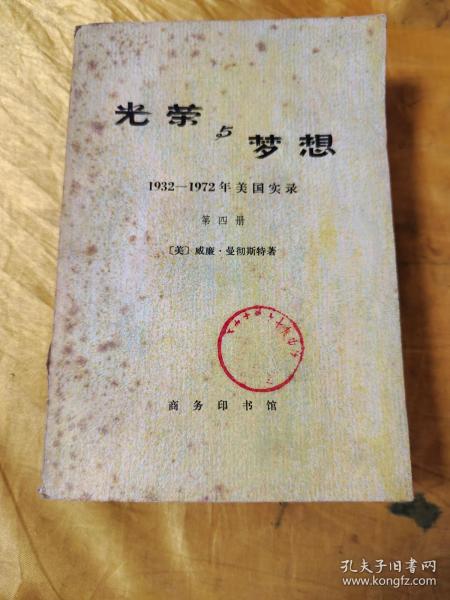 光荣与梦想
1932—1972年美国实录
第四册
〔美〕威廉·曼彻斯特著
商务印书馆
孔夫子旧书网
www.kongfz.com